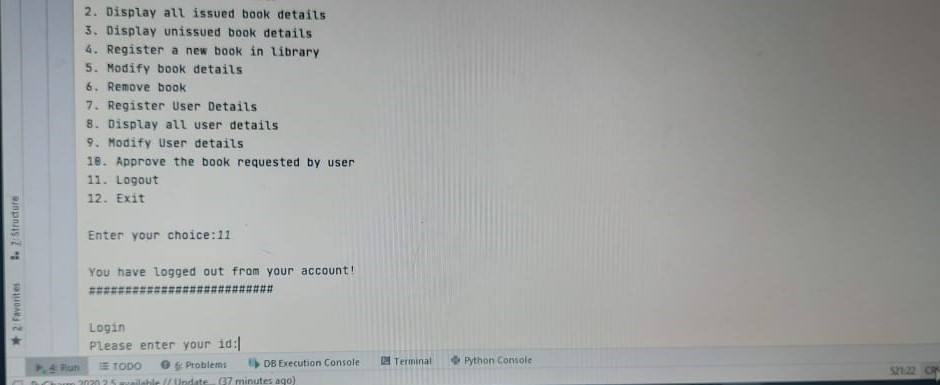 2. Display all issued book details
3. Display unissued book details
4. Register a new book in library
5. Modify book details
6. Remove book
7. Register User Details
8. Display all user details
9. Modify User details
10. Approve the book requested by user
11. Logout
12. Exit
Enter your choice:11
You have logged out from your account!
##########################
Login
Please enter your id:
Z: Structure
2: Favorites
4: Run
TODO
6: Problems
DB Execution Console
Terminal
Python Console
PyCharm 2020.2.5 available // Update... (37 minutes ago)
521:22